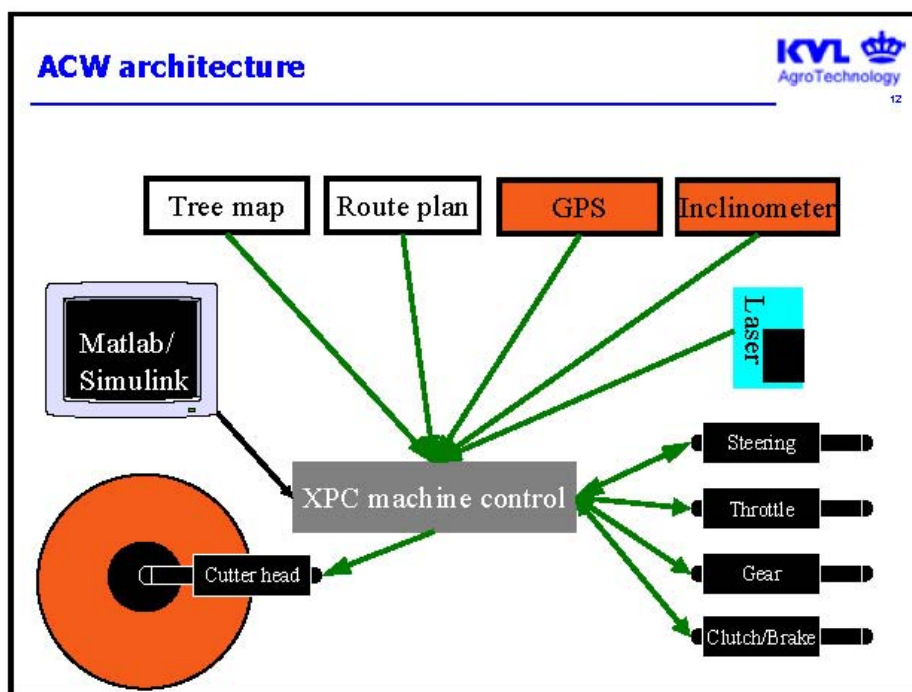 ACW architecture
KVL
AgroTechnology
12
Tree map
Route plan
GPS
Inclinometer
Matlab/
Simulink
Laser
XPC machine control
Steering
Throttle
Gear
Clutch/Brake
Cutter head